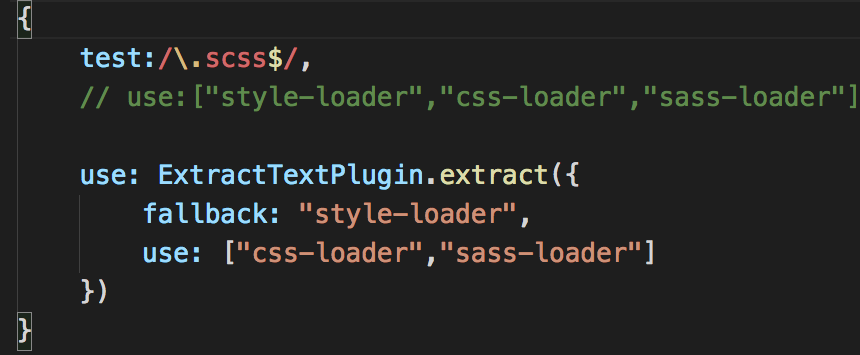 {
    test:/\.scss$/,
    // use:["style-loader","css-loader","sass-loader"]
    use: ExtractTextPlugin.extract({
        fallback: "style-loader",
        use: ["css-loader","sass-loader"]
    })
}